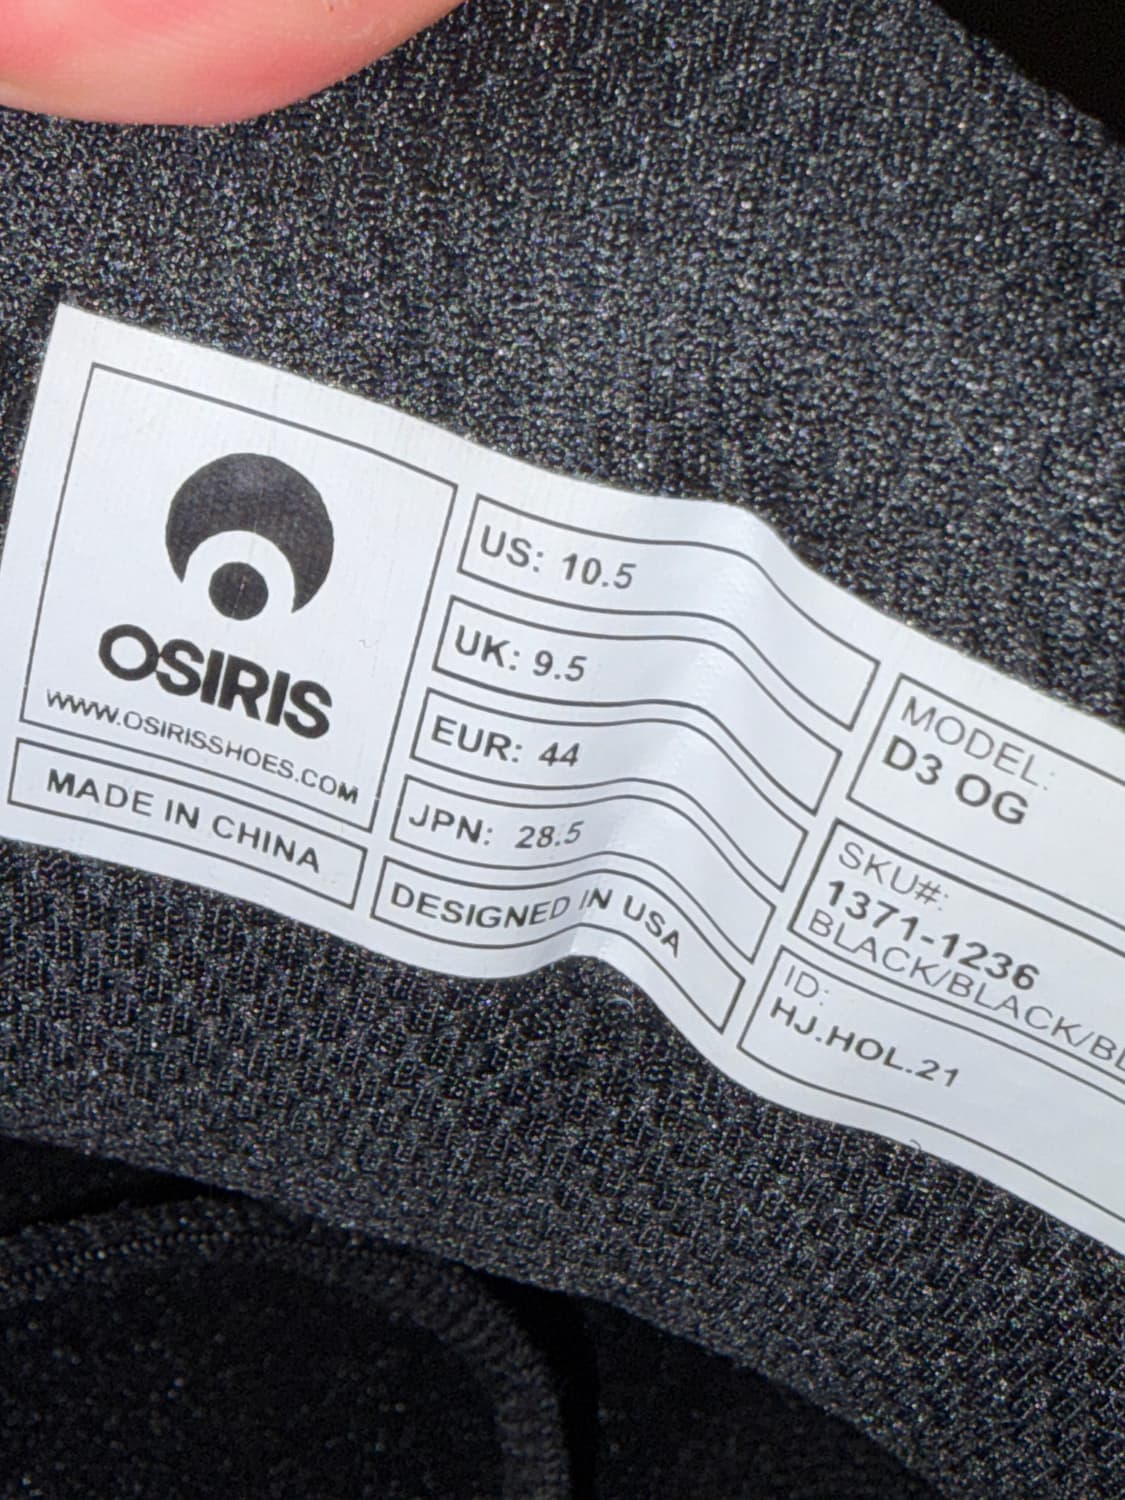 OSIRIS
WWW.OSIRISSHOES.COM
MADE IN CHINA
US: 10.5
UK: 9.5
EUR: 44
JPN: 28.5
DESIGNED IN USA
MODEL:
D3 OG
SKU#:
1371-1236
BLACK/BLACK/BL
ID:
HJ.HOL.21